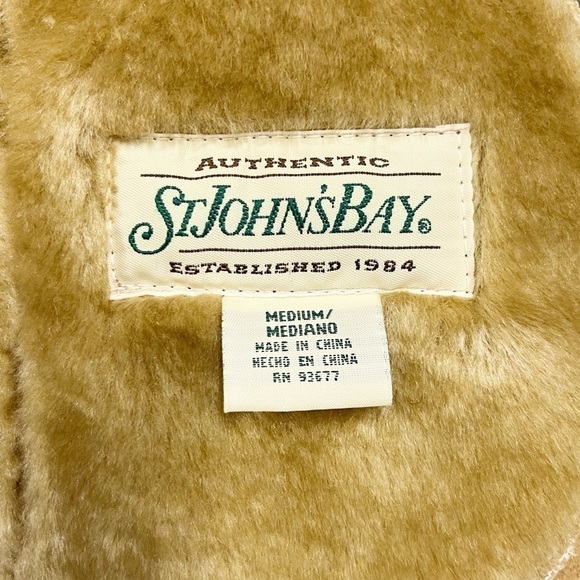 AUTHENTIC
ST. JOHN'S BAY®
ESTABLISHED 1984
MEDIUM/
MEDIANO
MADE IN CHINA
HECHO EN CHINA
RN 93677